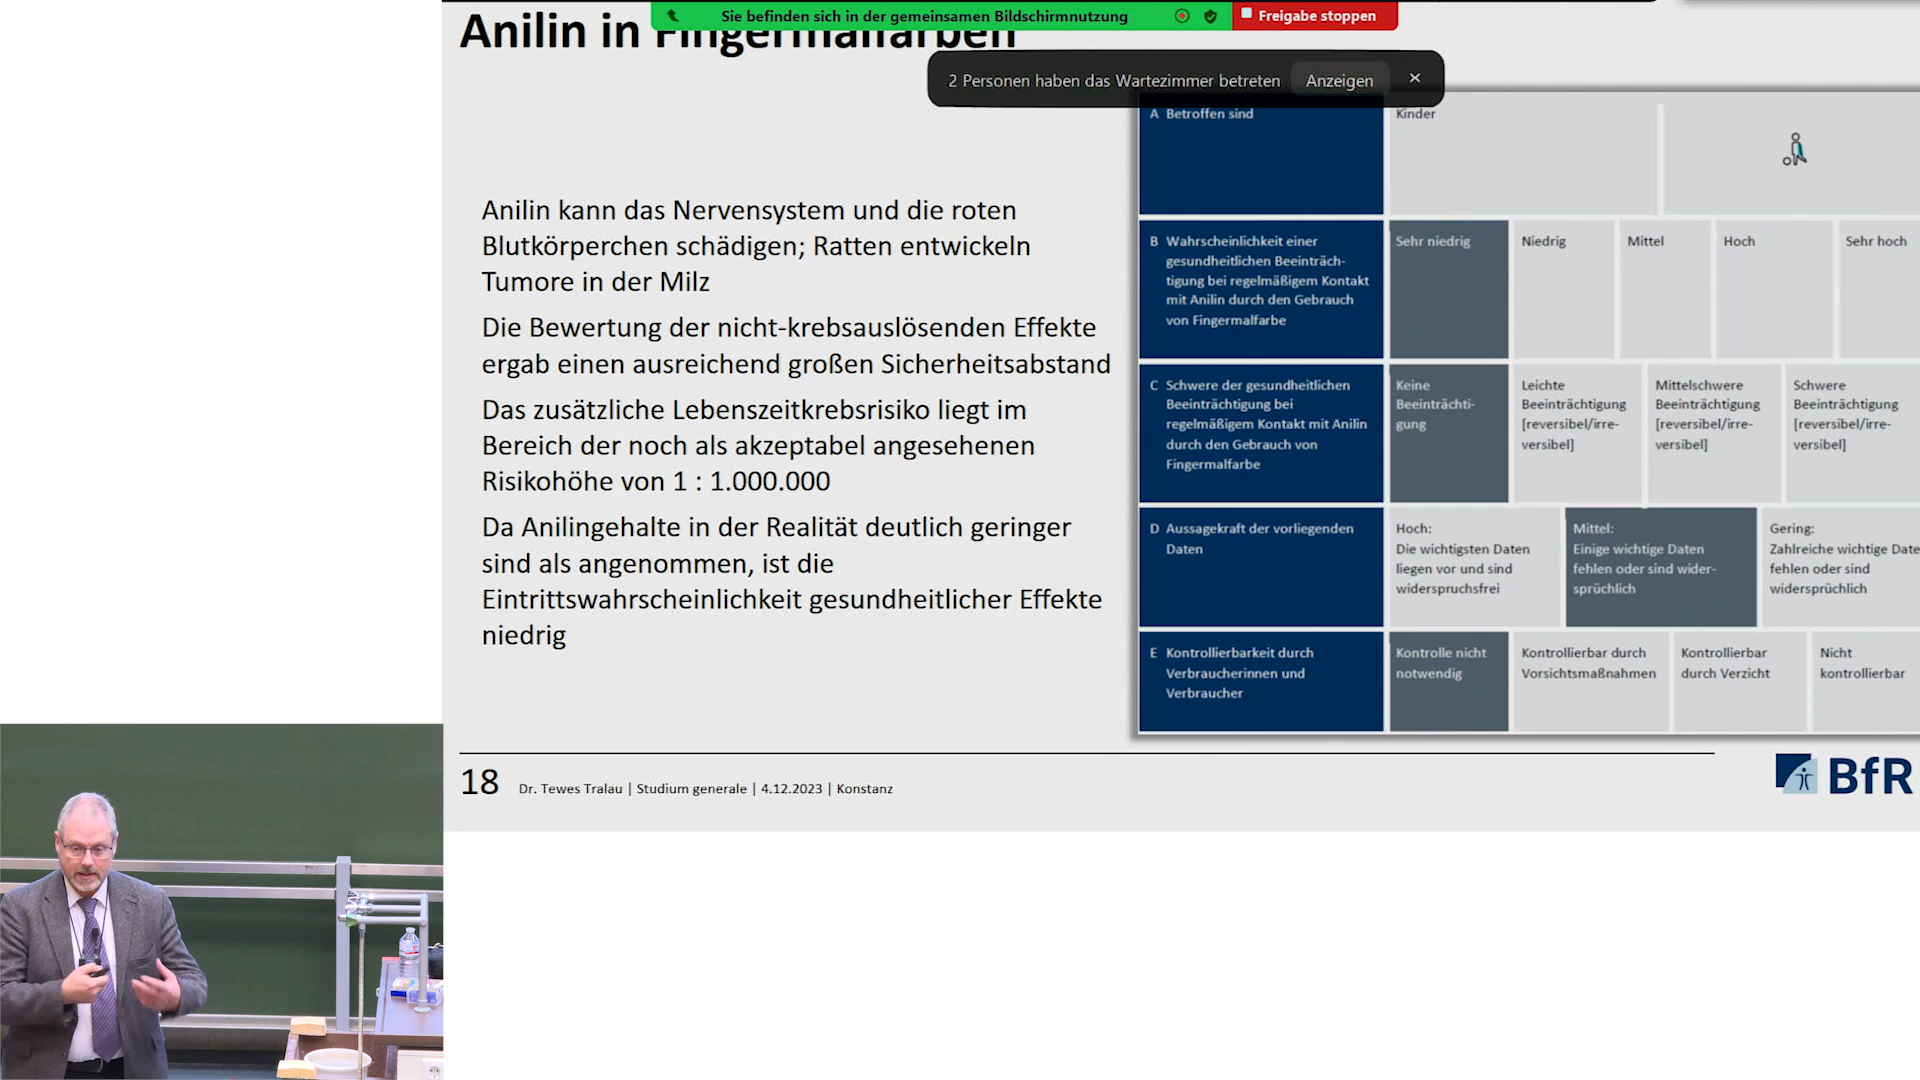 Anilin in Fingermalfarben
Sie befinden sich in der gemeinsamen Bildschirmnutzung
Freigabe stoppen
2 Personen haben das Wartezimmer betreten
Anzeigen
Anilin kann das Nervensystem und die roten
Blutkörperchen schädigen; Ratten entwickeln
Tumore in der Milz
Die Bewertung der nicht-krebsauslösenden Effekte
ergab einen ausreichend großen Sicherheitsabstand
Das zusätzliche Lebenszeitkrebsrisiko liegt im
Bereich der noch als akzeptabel angesehenen
Risikohöhe von 1 : 1.000.000
Da Anilingehalte in der Realität deutlich geringer
sind als angenommen, ist die
Eintrittswahrscheinlichkeit gesundheitlicher Effekte
niedrig
A Betroffen sind
Kinder
B Wahrscheinlichkeit einer
gesundheitlichen Beeinträch-
tigung bei regelmäßigem Kontakt
mit Anilin durch den Gebrauch
von Fingermalfarbe
Sehr niedrig
Niedrig
Mittel
Hoch
Sehr hoch
C Schwere der gesundheitlichen
Beeinträchtigung bei
regelmäßigem Kontakt mit Anilin
durch den Gebrauch von
Fingermalfarbe
Keine
Beeinträchti-
gung
Leichte
Beeinträchtigung
[reversibel/irre-
versibel]
Mittelschwere
Beeinträchtigung
[reversibel/irre-
versibel]
Schwere
Beeinträchtigung
[reversibel/irre-
versibel]
D Aussagekraft der vorliegenden
Daten
Hoch:
Die wichtigsten Daten
liegen vor und sind
widerspruchsfrei
Mittel:
Einige wichtige Daten
fehlen oder sind wider-
sprüchlich
Gering:
Zahlreiche wichtige Date
fehlen oder sind
widersprüchlich
E Kontrollierbarkeit durch
Verbraucherinnen und
Verbraucher
Kontrolle nicht
notwendig
Kontrollierbar durch
Vorsichtsmaßnahmen
Kontrollierbar
durch Verzicht
Nicht
kontrollierbar
18
Dr. Tewes Tralau | Studium generale | 4.12.2023 | Konstanz
BfR